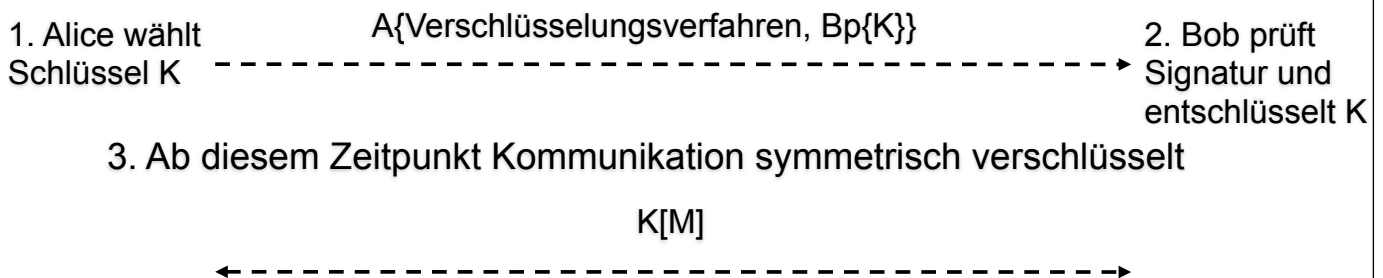 1. Alice wählt
Schlüssel K
A{Verschlüsselungsverfahren, Bp{K}}
2. Bob prüft
Signatur und
entschlüsselt K
3. Ab diesem Zeitpunkt Kommunikation symmetrisch verschlüsselt
K[M]